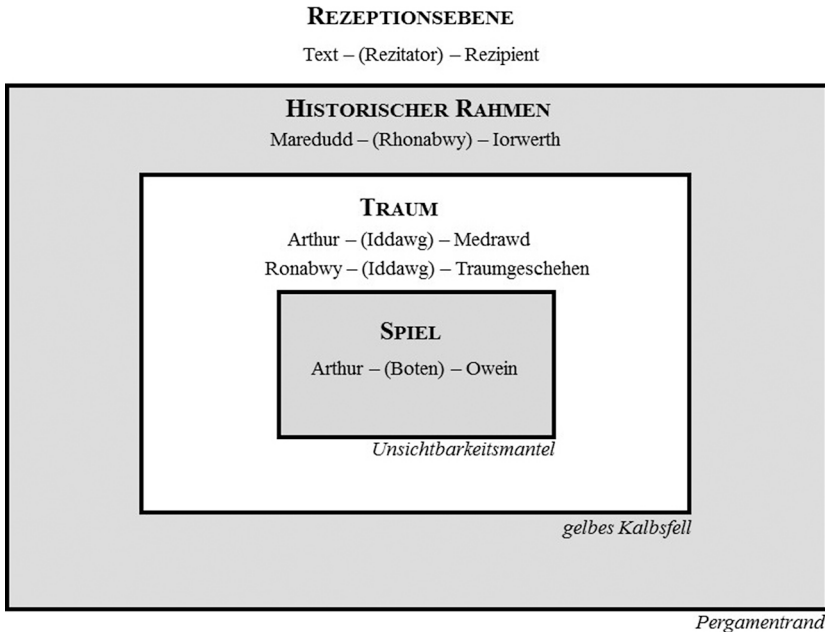 REZEPTIONSEBENE
Text – (Rezitator) – Rezipient
HISTORISCHER RAHMEN
Maredudd – (Rhonabwy) – Iorwerth
TRAUM
Arthur – (Iddawg) – Medrawd
Ronabwy – (Iddawg) – Traumgeschehen
SPIEL
Arthur – (Boten) – Owein
Unsichtbarkeitsmantel
gelbes Kalbsfell
Pergamentrand